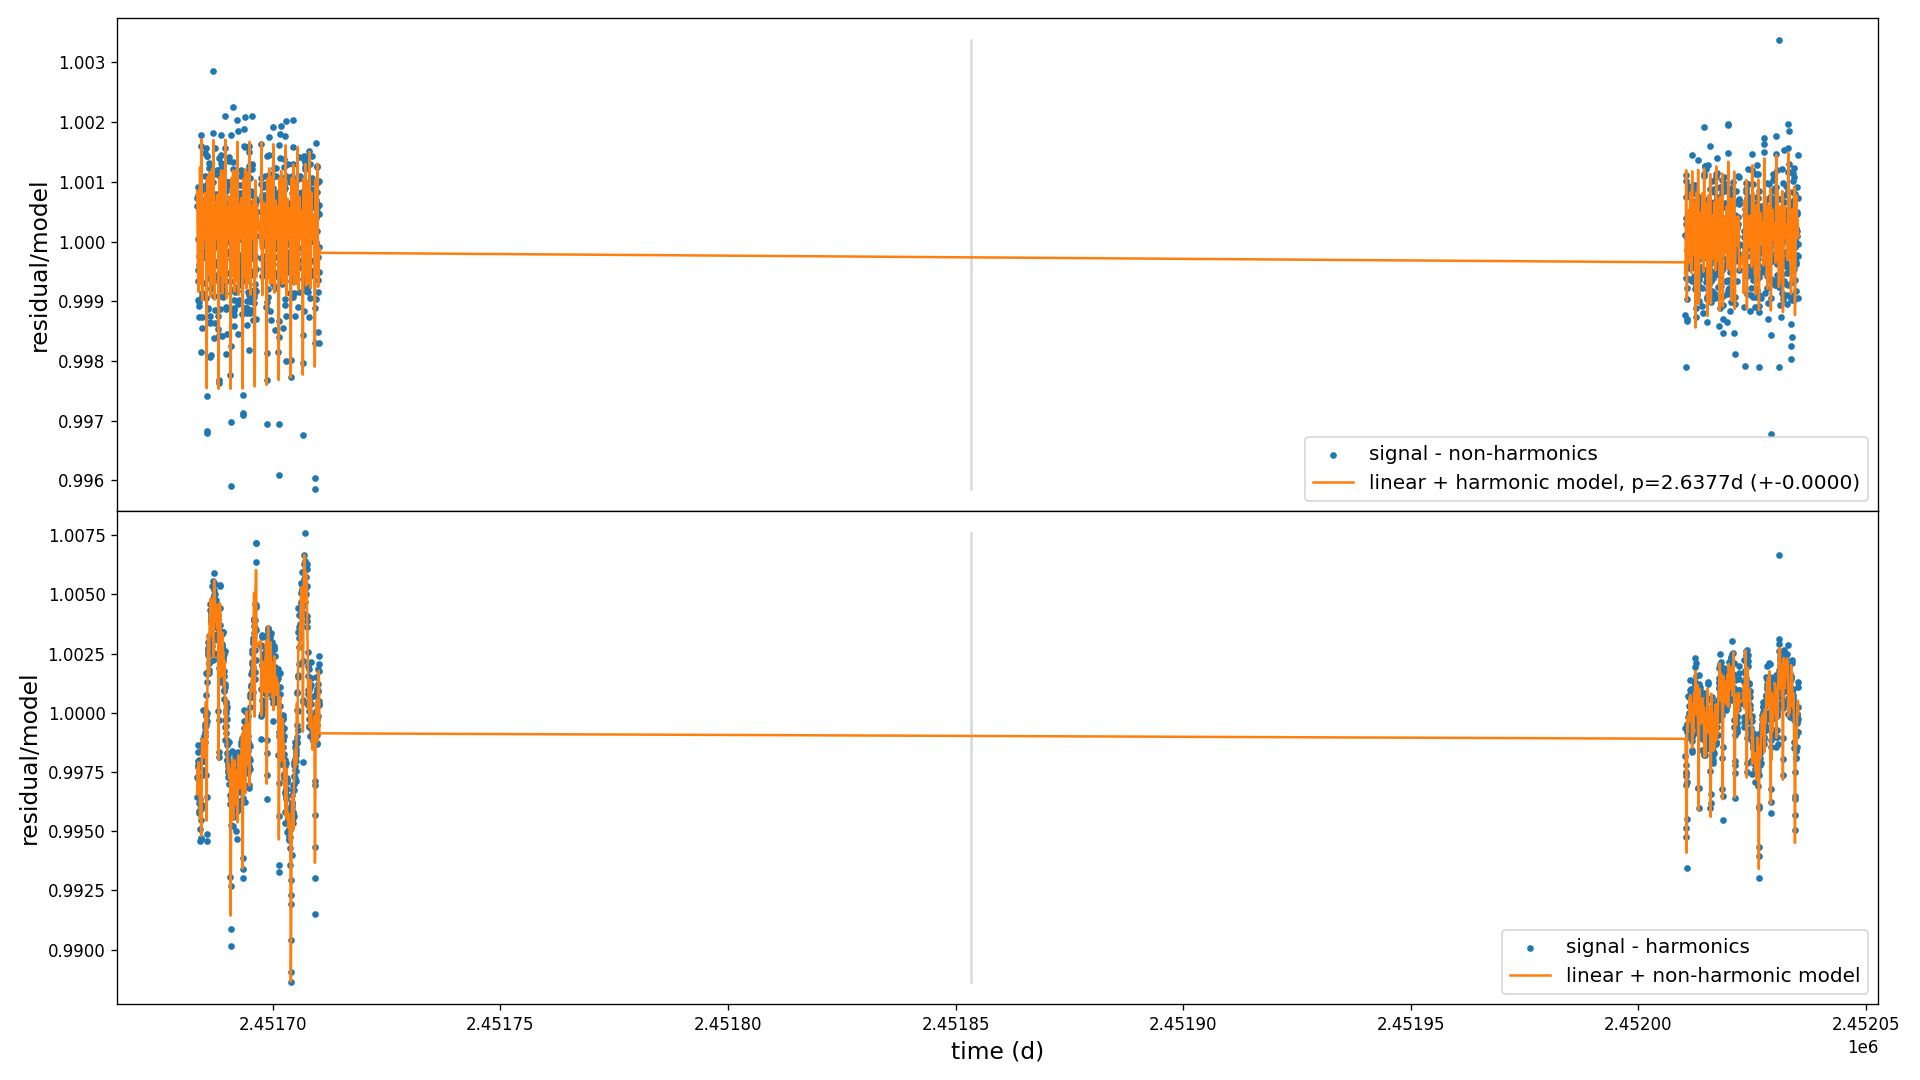 1.003
1.002
1.001
1.000
0.999
0.998
0.997
0.996
residual/model
signal - non-harmonics
linear + harmonic model, p=2.6377d (+-0.0000)
1.0075
1.0050
1.0025
1.0000
0.9975
0.9950
0.9925
0.9900
residual/model
signal - harmonics
linear + non-harmonic model
2.45170 2.45175 2.45180 2.45185 2.45190 2.45195 2.45200 2.45205
1e6
time (d)